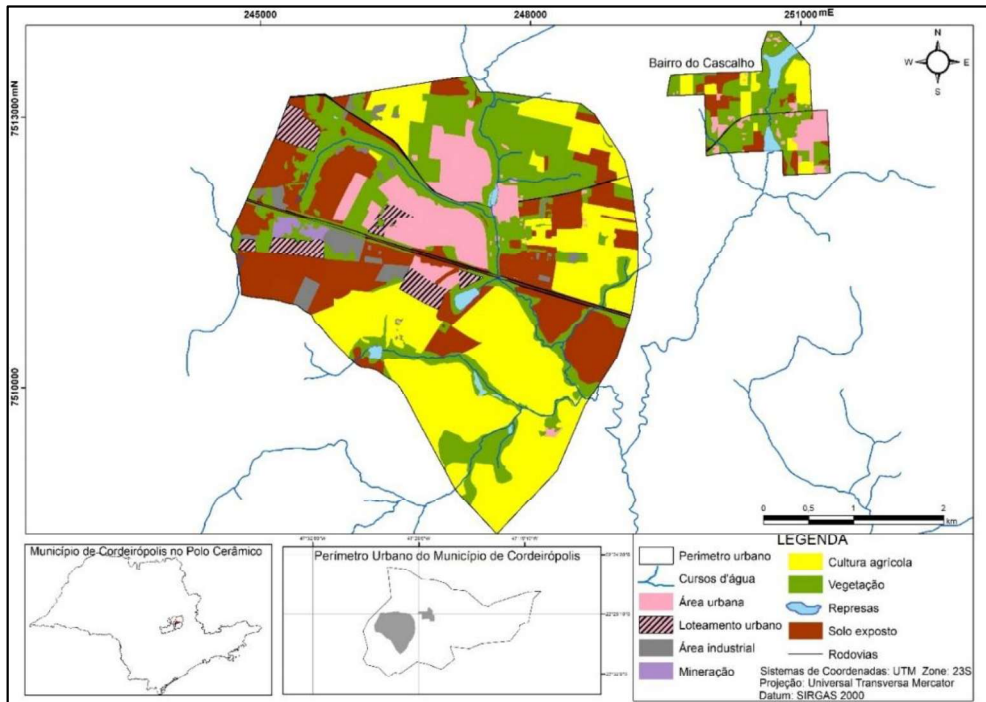 245000
248000
251000 mE
7513000 mN
7510000
Bairro do Cascalho
N
W E
S
0 0,5 1 2
km
Município de Cordeirópolis no Polo Cerâmico
Perímetro Urbano do Município de Cordeirópolis
LEGENDA
Perímetro urbano
Cursos d'água
Área urbana
Loteamento urbano
Área industrial
Mineração
Cultura agrícola
Vegetação
Represas
Solo exposto
Rodovias
Sistemas de Coordenadas: UTM Zone: 23S
Projeção: Universal Transversa Mercator
Datum: SIRGAS 2000